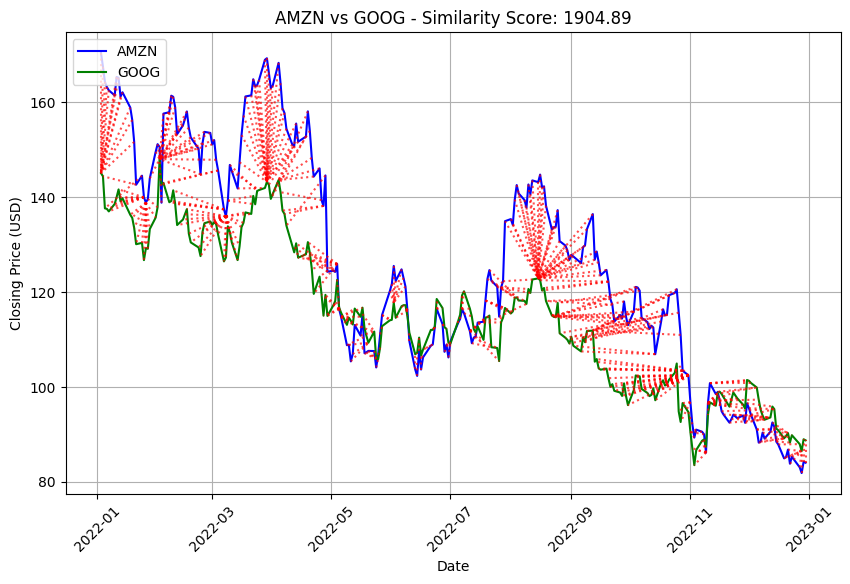 AMZN vs GOOG - Similarity Score: 1904.89
AMZN
GOOG
Closing Price (USD)
160
140
120
100
80
2022-01
2022-03
2022-05
2022-07
2022-09
2022-11
2023-01
Date